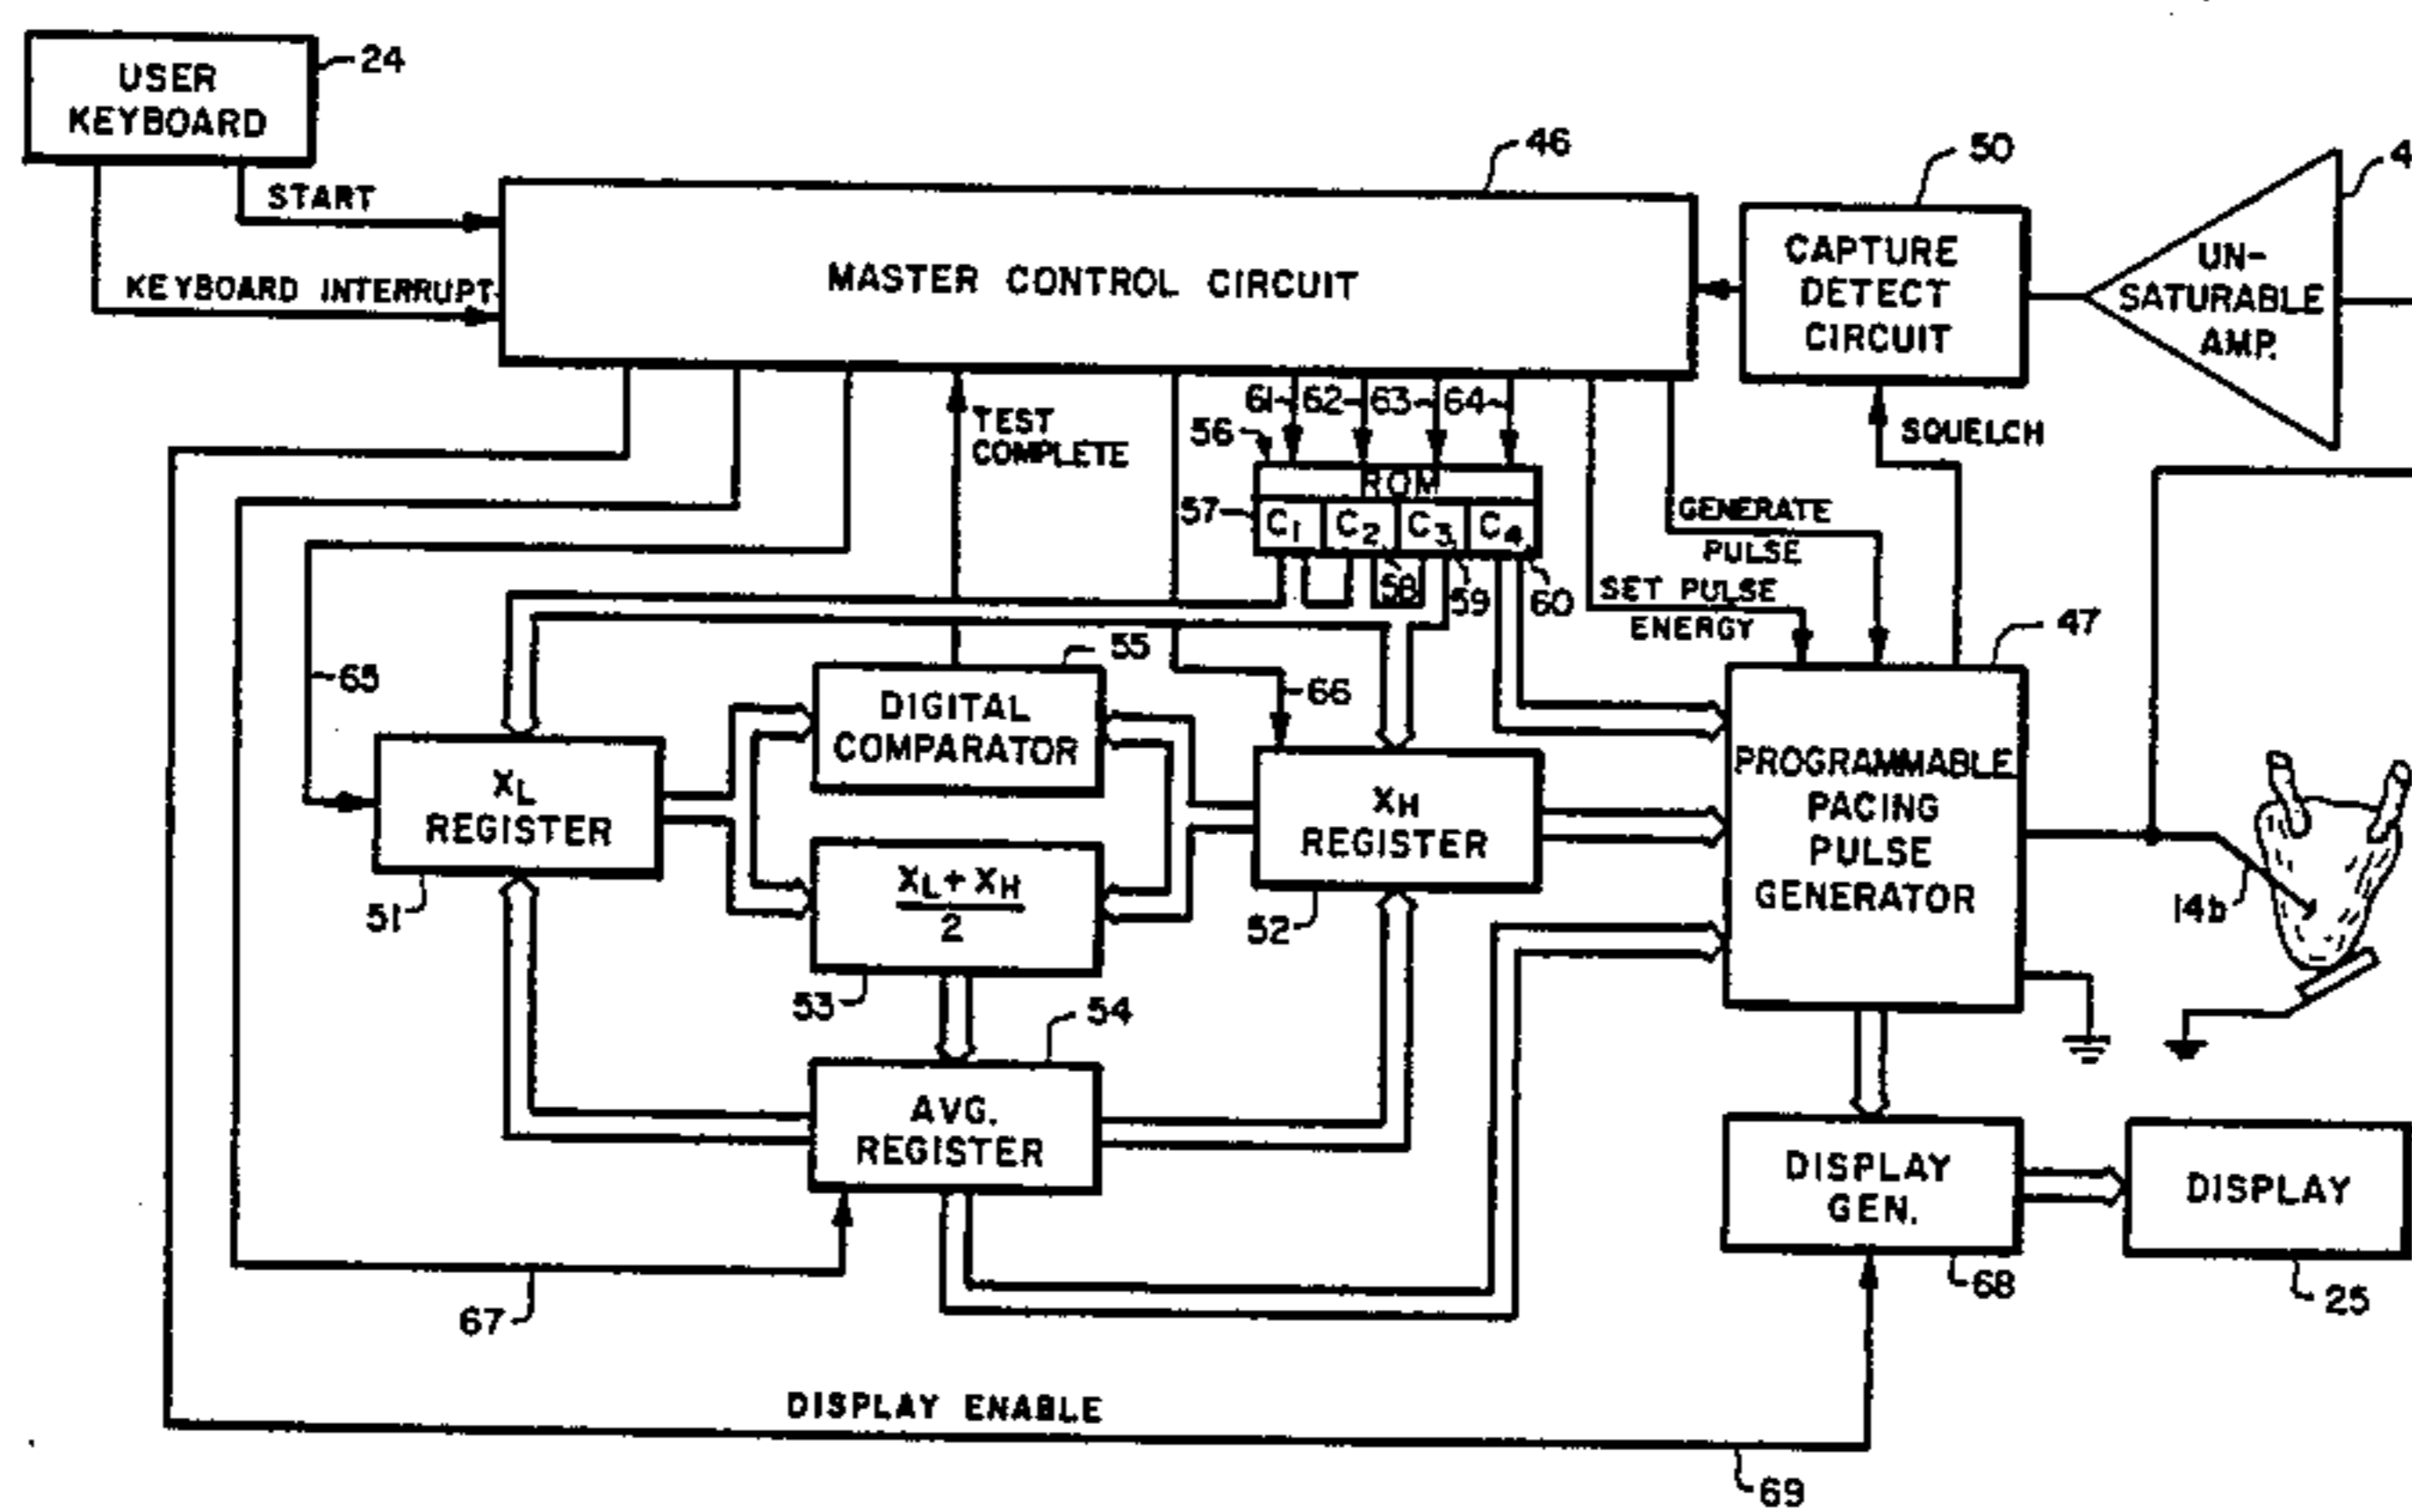 USER
KEYBOARD
24
START
KEYBOARD INTERRUPT
MASTER CONTROL CIRCUIT
46
CAPTURE
DETECT
CIRCUIT
50
UN-
SATURABLE
AMP.
SQUELCH
TEST
COMPLETE
61 62 63 64
56
ROM
57
C1 C2 C3 C4
58 59 60
GENERATE
PULSE
SET PULSE
ENERGY
47
65
55
DIGITAL
COMPARATOR
66
XL
REGISTER
51
XH
REGISTER
52
XL + XH
2
53
54
AVG.
REGISTER
PROGRAMMABLE
PACING
PULSE
GENERATOR
14b
67
DISPLAY
GEN.
68
DISPLAY
25
DISPLAY ENABLE
69